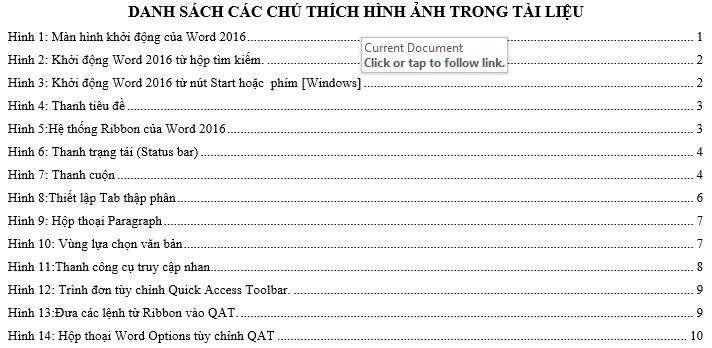 DANH SÁCH CÁC CHÚ THÍCH HÌNH ẢNH TRONG TÀI LIỆU
Hình 1: Màn hình khởi động của Word 2016 1
Current Document
Hình 2: Khởi động Word 2016 từ hộp tìm kiếm. 2
Click or tap to follow link.
Hình 3: Khởi động Word 2016 từ nút Start hoặc phím [Windows] 2
Hình 4: Thanh tiêu đề 3
Hình 5:Hệ thống Ribbon của Word 2016 3
Hình 6: Thanh trạng tái (Status bar) 4
Hình 7: Thanh cuộn 4
Hình 8:Thiết lập Tab thập phân 6
Hình 9: Hộp thoại Paragraph 7
Hình 10: Vùng lựa chọn văn bản 7
Hình 11:Thanh công cụ truy cập nhan 8
Hình 12: Trình đơn tùy chỉnh Quick Access Toolbar. 9
Hình 13:Đưa các lệnh từ Ribbon vào QAT. 9
Hình 14: Hộp thoại Word Options tùy chỉnh QAT 10